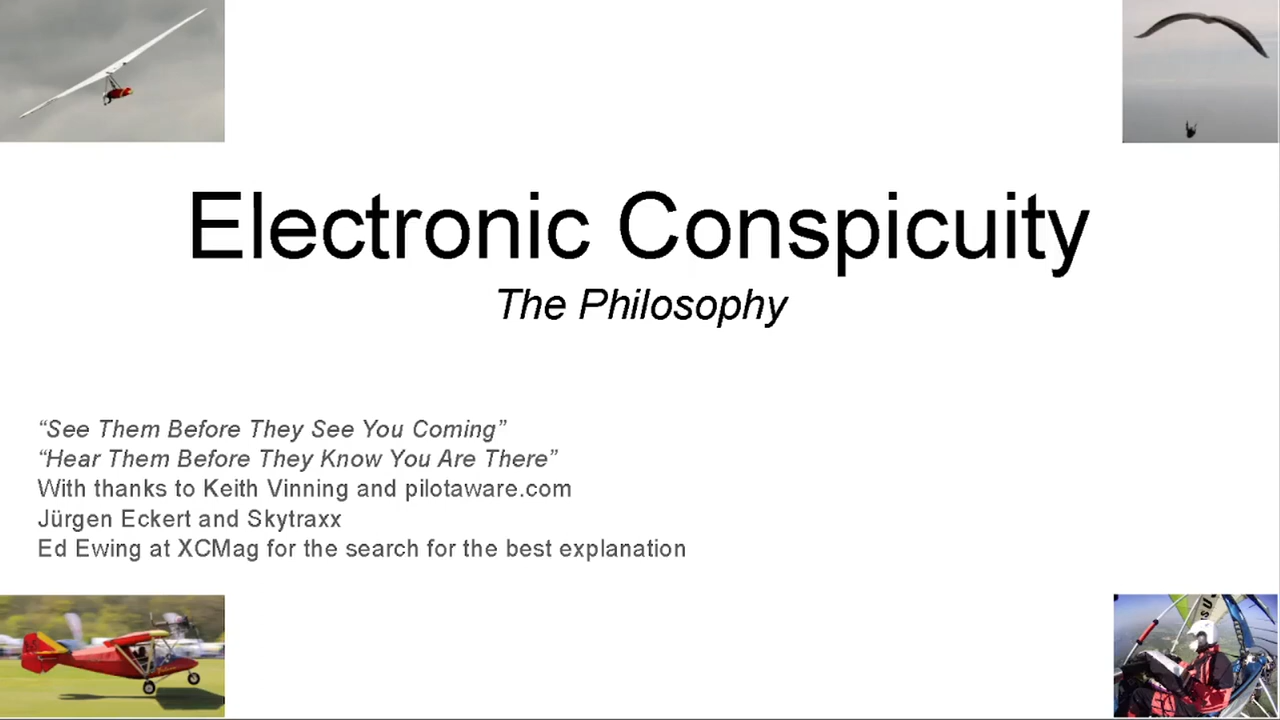 Electronic Conspicuity
The Philosophy
“See Them Before They See You Coming”
“Hear Them Before They Know You Are There”
With thanks to Keith Vinning and pilotaware.com
Jürgen Eckert and Skytraxx
Ed Ewing at XCMag for the search for the best explanation